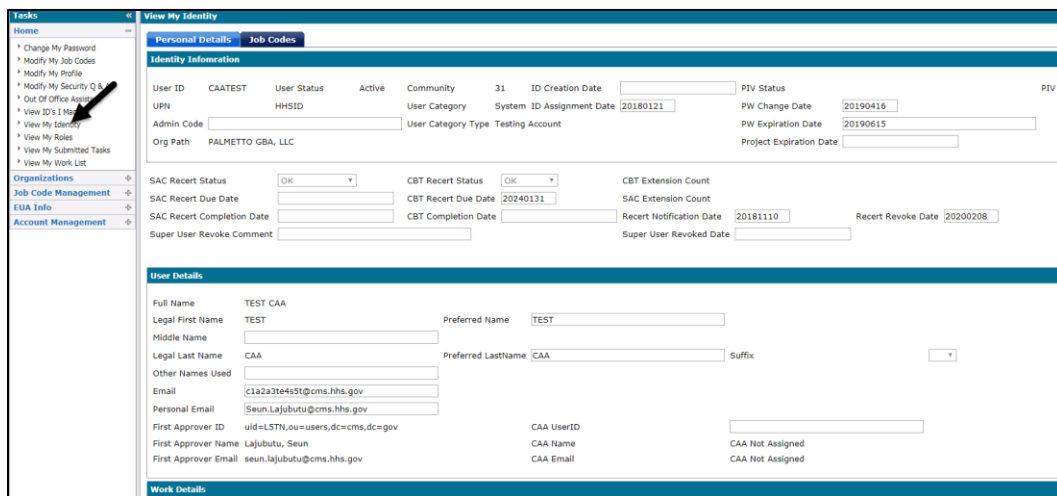 Tasks «
Home
Change My Password
Modify My Job Codes
Modify My Profile
Modify My Security Q &
Out Of Office
View ID's I
View My
View My Roles
View My Submitted Tasks
View My Work List
Organizations
Job Code Management
EUA Info
Account Management
View My Identity
Personal Details Job Codes
Identity Infomration
User ID CAATEST User Status Active Community 31 ID Creation Date PIV Status PIV
UPN HHSID User Category System ID Assignment Date 20180121 PW Change Date 20190416
Admin Code User Category Type Testing Account PW Expiration Date 20190615
Org Path PALMETTO GBA, LLC Project Expiration Date
SAC Recert Status OK CBT Recert Status OK CBT Extension Count
SAC Recert Due Date CBT Recert Due Date 20240131 SAC Extension Count
SAC Recert Completion Date CBT Completion Date Recert Notification Date 20181110 Recert Revoke Date 20200208
Super User Revoke Comment Super User Revoked Date
User Details
Full Name TEST CAA
Legal First Name TEST Preferred Name TEST
Middle Name
Legal Last Name CAA Preferred LastName CAA Suffix
Other Names Used
Email c1a2a3te4s5t@cms.hhs.gov
Personal Email Seun.Lajubutu@cms.hhs.gov
First Approver ID uid=L5TN,ou=users,dc=cms,dc=gov CAA UserID
First Approver Name Lajubutu, Seun CAA Name CAA Not Assigned
First Approver Email seun.lajubutu@cms.hhs.gov CAA Email CAA Not Assigned
Work Details